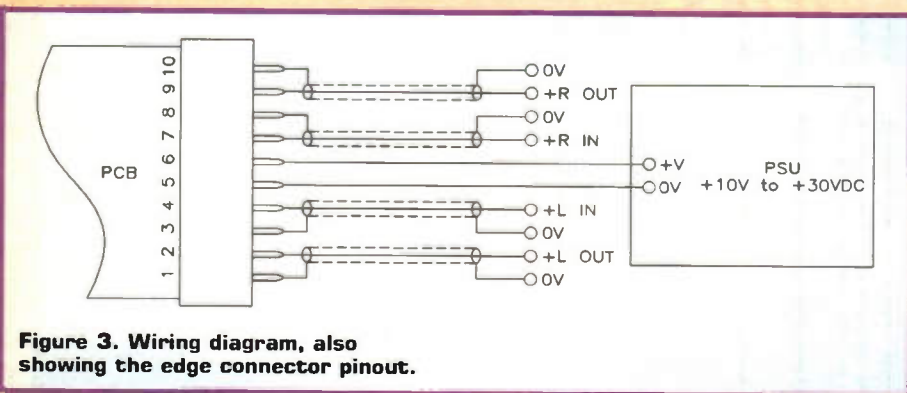 10
9
8
7
6
5
4
3
2
1
PCB
0V
+R OUT
0V
+R IN
+V
0V
PSU
+10V to +30VDC
+L IN
0V
+L OUT
0V
Figure 3. Wiring diagram, also
showing the edge connector pinout.